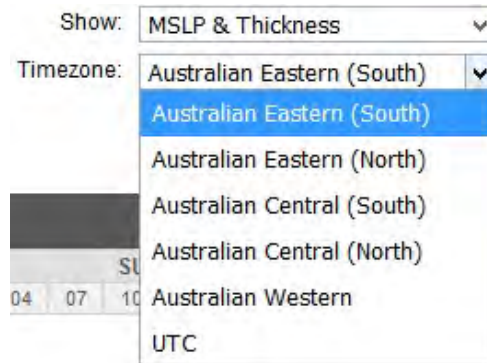 Show: MSLP & Thickness
Timezone: Australian Eastern (South)
Australian Eastern (South)
Australian Eastern (North)
Australian Central (South)
Australian Central (North)
Australian Western
UTC
04 07